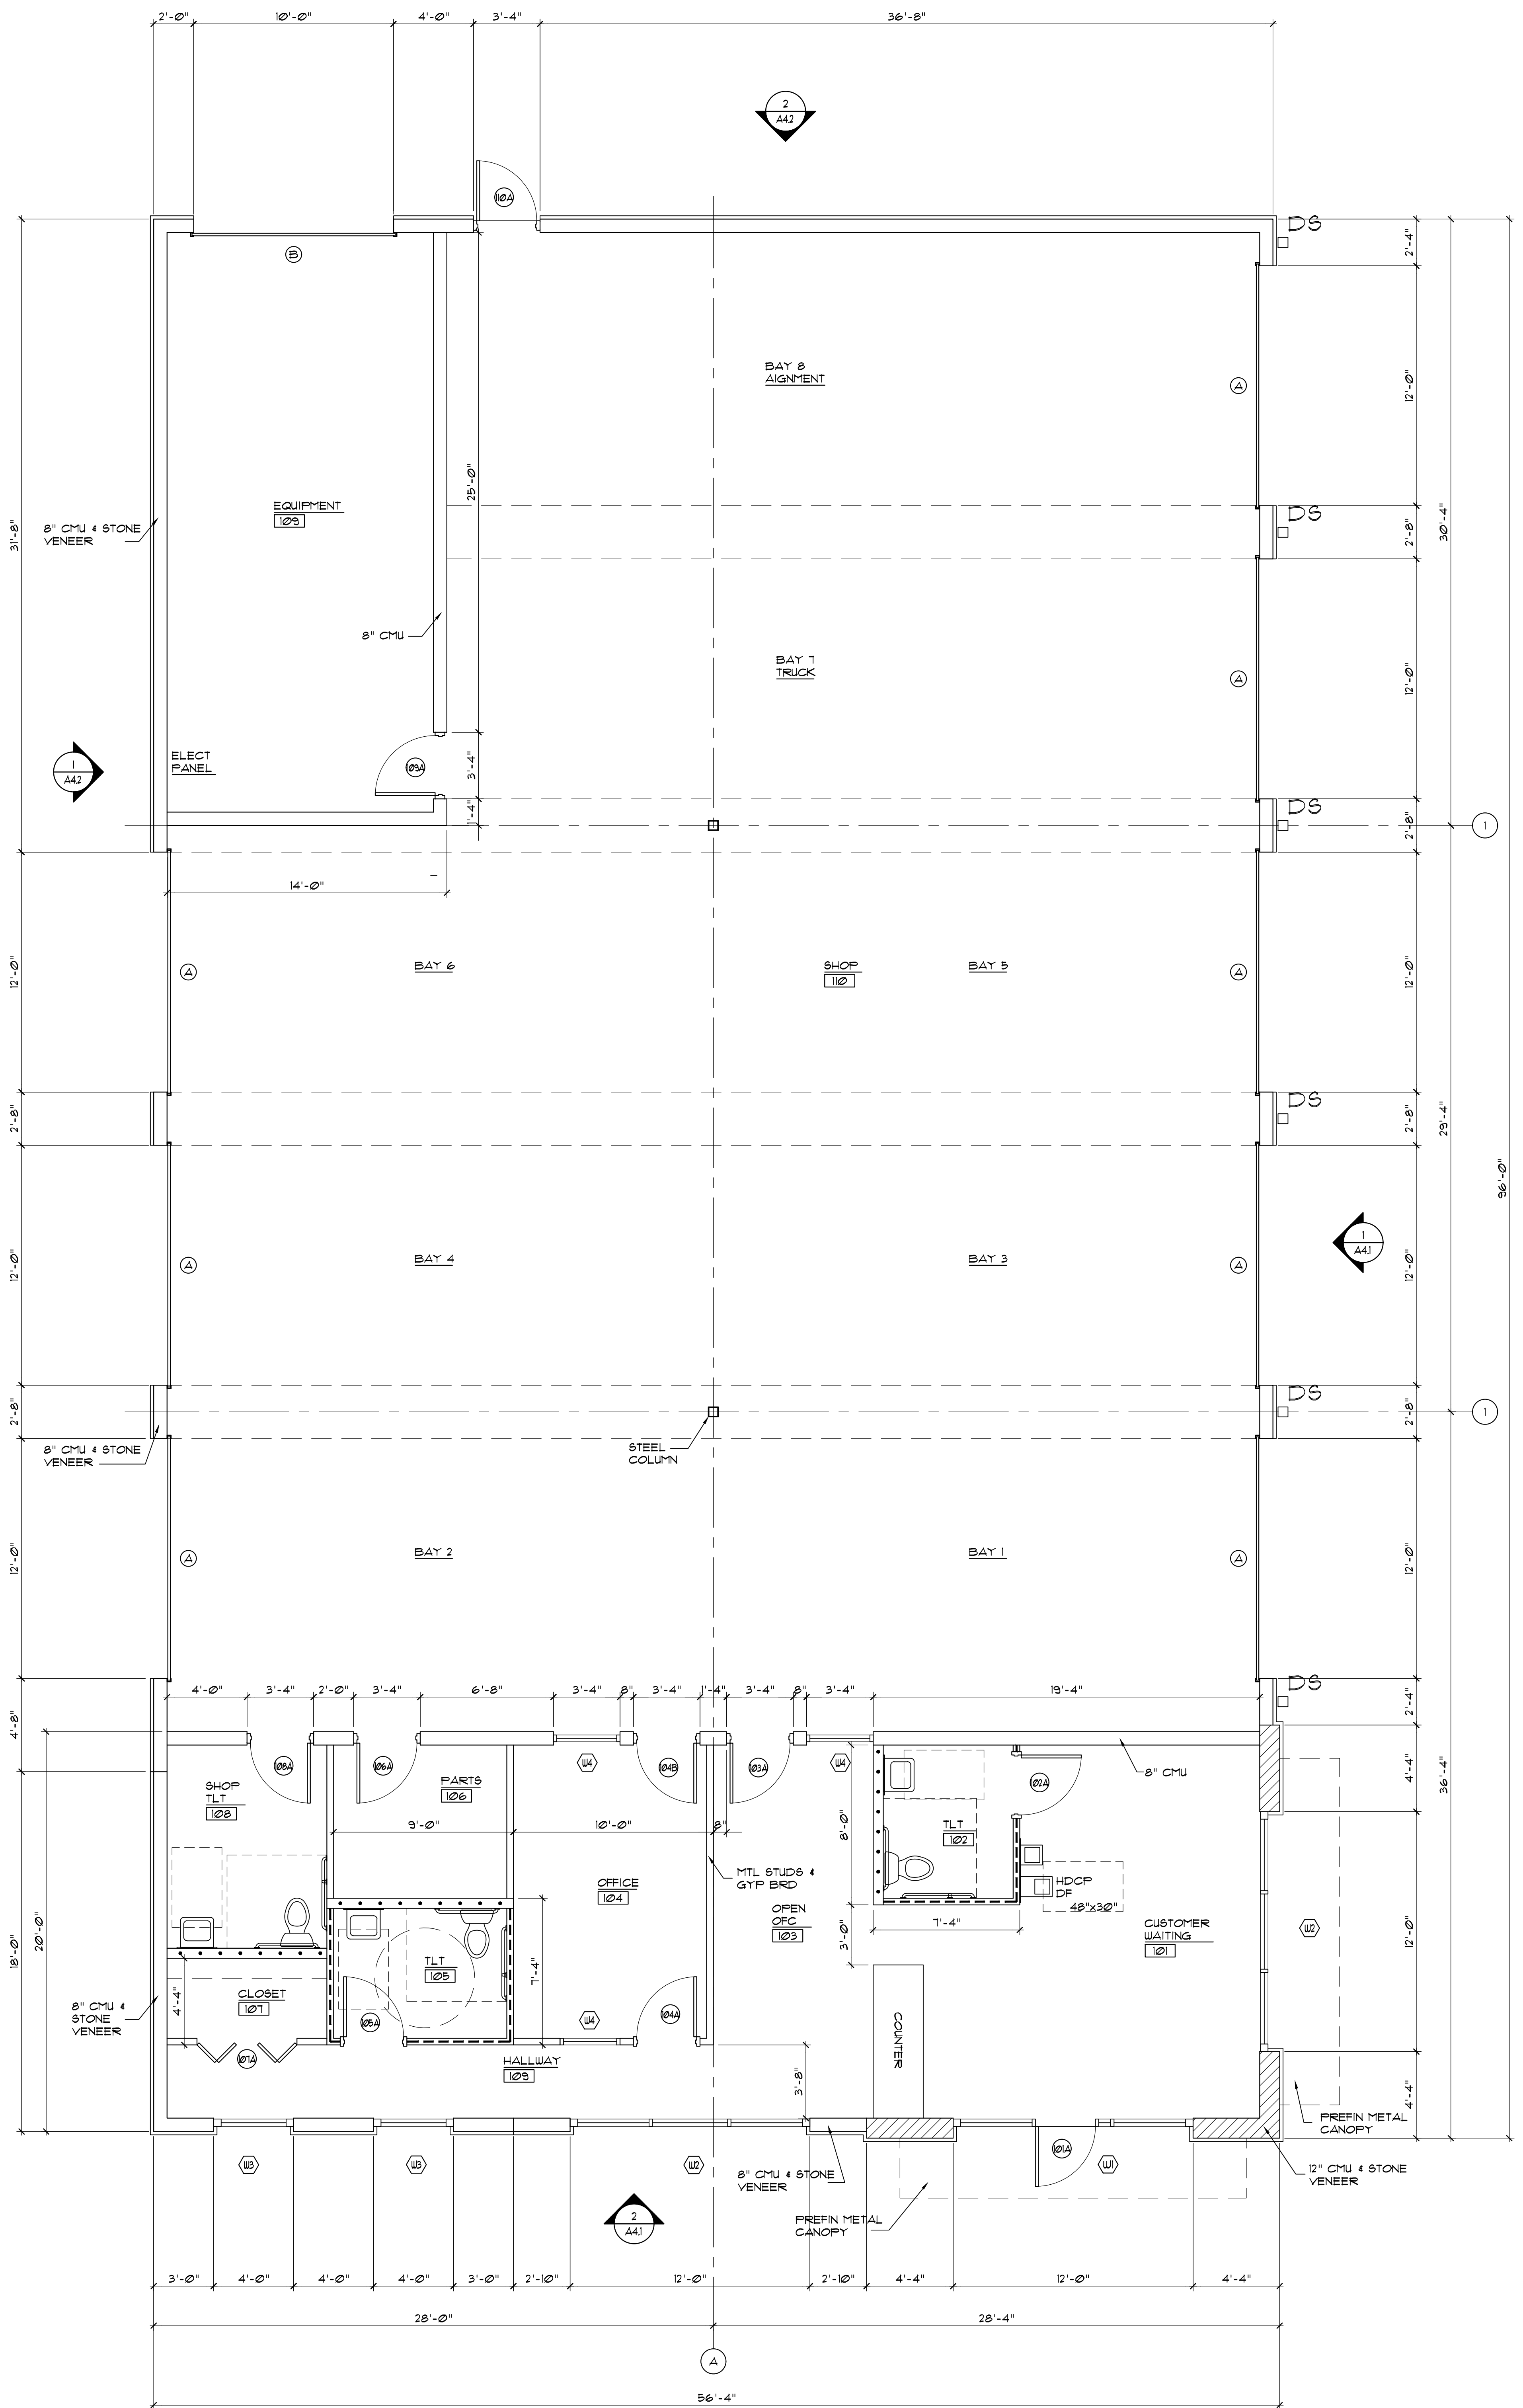 2'-0"
10'-0"
4'-0"
3'-4"
36'-8"
2
A4.2
110A
B
DS
2'-4"
BAY 8
AIGNMENT
A
12'-0"
25'-0"
EQUIPMENT
109
8" CMU & STONE
VENEER
31'-8"
DS
2'-8"
30'-4"
8" CMU
BAY 7
TRUCK
A
12'-0"
ELECT
PANEL
1
A4.2
109A
3'-4"
1'-4"
DS
2'-8"
1
14'-0"
12'-0"
A
BAY 6
SHOP
110
BAY 5
A
12'-0"
2'-8"
DS
2'-8"
29'-4"
96'-0"
12'-0"
A
BAY 4
BAY 3
A
12'-0"
1
A4.1
2'-8"
8" CMU & STONE
VENEER
STEEL
COLUMN
DS
2'-8"
1
12'-0"
A
BAY 2
BAY 1
A
12'-0"
DS
2'-4"
4'-0"
3'-4"
2'-0"
3'-4"
6'-8"
3'-4"
8"
3'-4"
1'-4"
3'-4"
8"
3'-4"
19'-4"
4'-8"
20'-0"
18'-0"
108A
106A
W4
104B
103A
W4
102A
8" CMU
4'-4"
36'-4"
SHOP
TLT
108
PARTS
106
9'-0"
10'-0"
8"
8'-0"
TLT
102
MTL STUDS &
GYP BRD
OFFICE
104
OPEN
OFC
103
HDCP
DF
48"x30"
7'-4"
3'-0"
CUSTOMER
WAITING
101
W2
12'-0"
TLT
105
7'-4"
CLOSET
107
4'-4"
8" CMU &
STONE
VENEER
105A
W4
104A
COUNTER
107A
HALLWAY
109
3'-8"
4'-4"
PREFIN METAL
CANOPY
W3
W3
W2
8" CMU & STONE
VENEER
101A
W1
12" CMU & STONE
VENEER
2
A4.1
PREFIN METAL
CANOPY
3'-0"
4'-0"
4'-0"
4'-0"
3'-0"
2'-10"
12'-0"
2'-10"
4'-4"
12'-0"
4'-4"
28'-0"
28'-4"
A
56'-4"